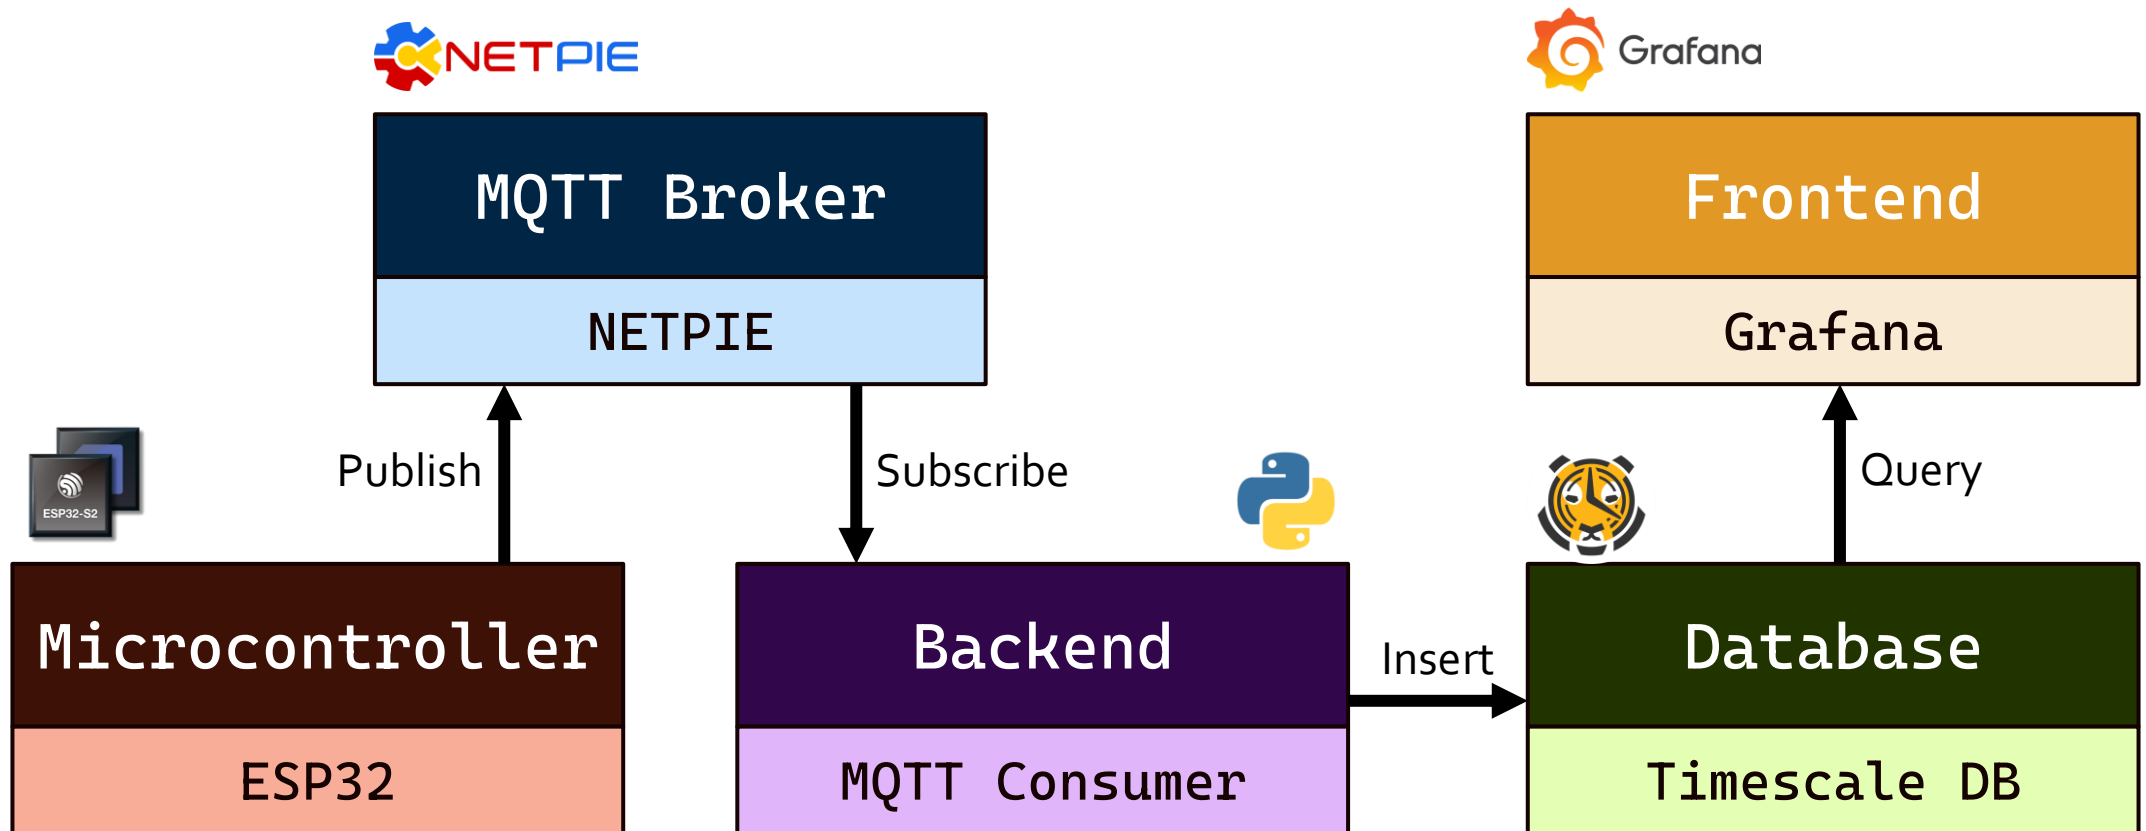 NETPIE
Grafana
MQTT Broker
NETPIE
Frontend
Grafana
Publish
Subscribe
Query
ESP32-S2
Microcontroller
ESP32
Backend
MQTT Consumer
Insert
Database
Timescale DB